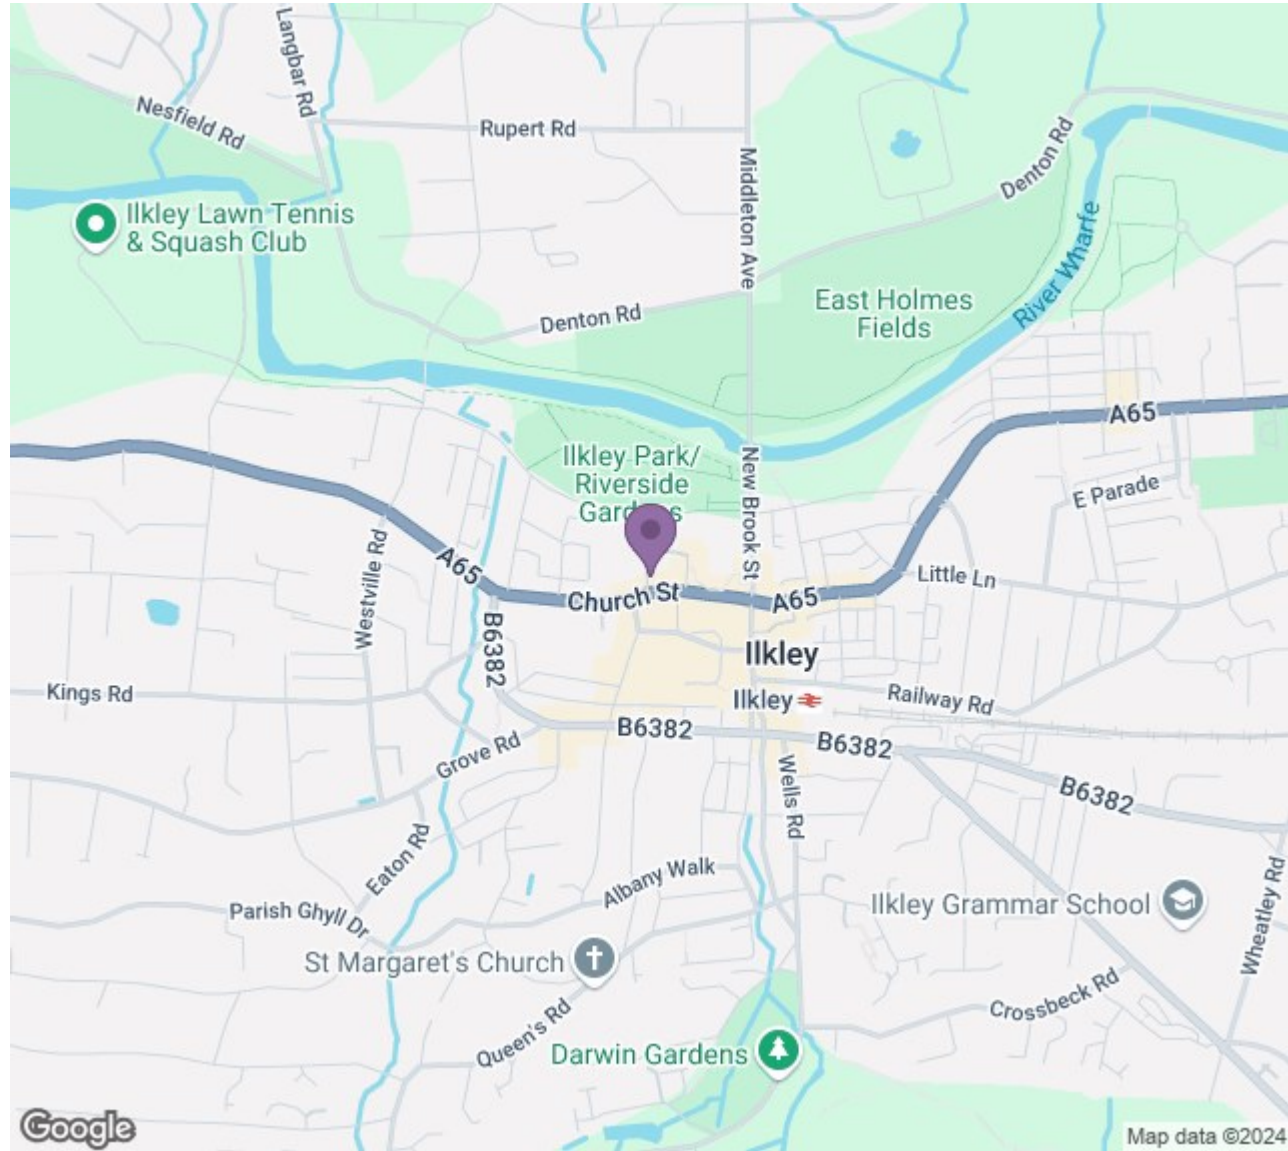 Langbar Rd
Nesfield Rd
Rupert Rd
Middleton Ave
Denton Rd
Ilkley Lawn Tennis
& Squash Club
River Wharfe
East Holmes
Fields
Denton Rd
A65
Ilkley Park/
Riverside
Gardens
New Brook St
E Parade
Westville Rd
A65
Church St
A65
Little Ln
B6382
Ilkley
Kings Rd
Ilkley
Railway Rd
B6382
B6382
Grove Rd
Wells Rd
B6382
Eaton Rd
Albany Walk
Parish Ghyll Dr
Ilkley Grammar School
Wheatley Rd
St Margaret's Church
Crossbeck Rd
Queen's Rd
Darwin Gardens
Google
Map data ©2024